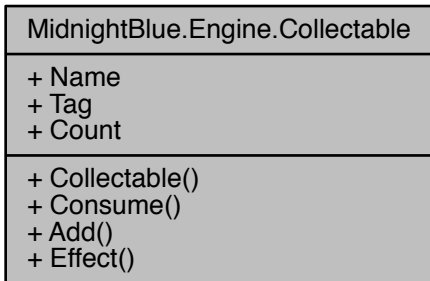 MidnightBlue.Engine.Collectable
+ Name
+ Tag
+ Count
+ Collectable()
+ Consume()
+ Add()
+ Effect()